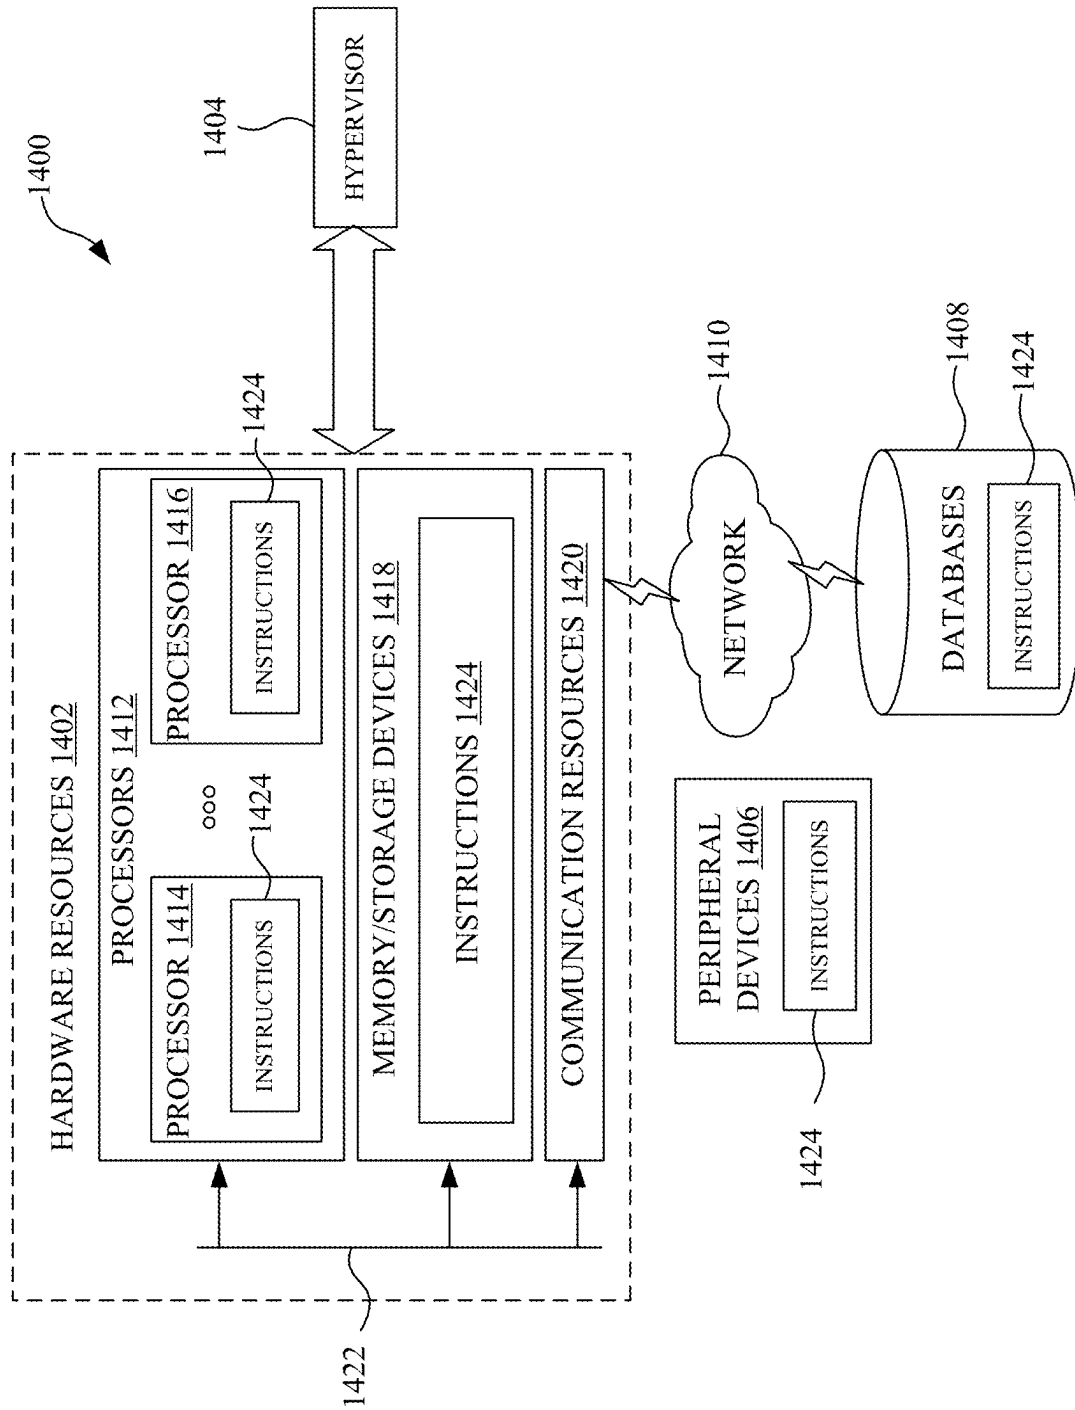 1400
HARDWARE RESOURCES 1402
PROCESSORS 1412
PROCESSOR 1414
INSTRUCTIONS
1424
PROCESSOR 1416
INSTRUCTIONS
1424
1404
HYPERVISOR
MEMORY/STORAGE DEVICES 1418
INSTRUCTIONS 1424
COMMUNICATION RESOURCES 1420
1422
PERIPHERAL
DEVICES 1406
INSTRUCTIONS
1424
NETWORK
1410
DATABASES
1408
INSTRUCTIONS
1424